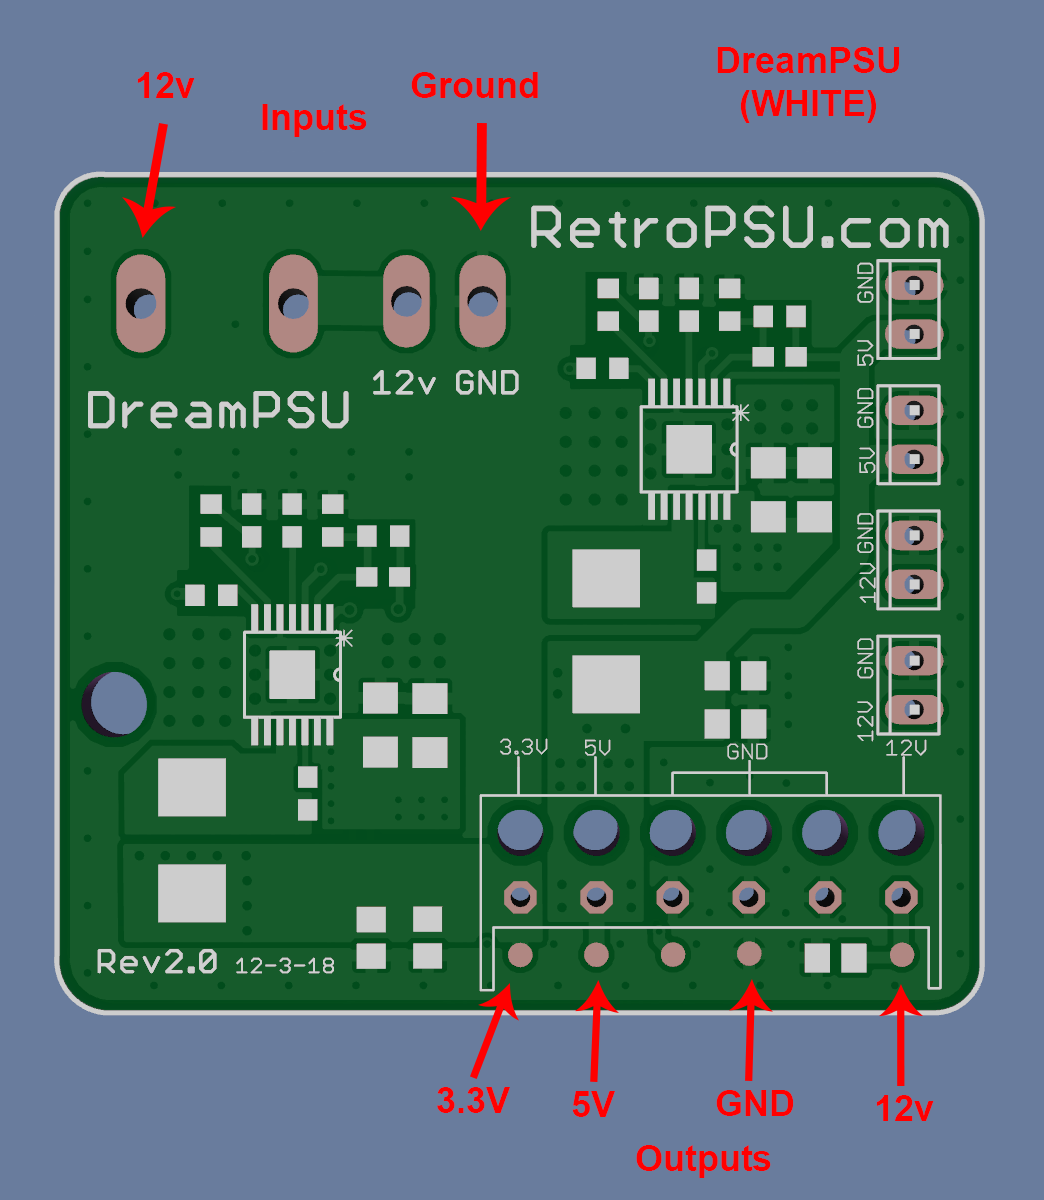 DreamPSU
(WHITE)
12v
Inputs
Ground
RetroPSU.com
GND
5V
12v GND
DreamPSU
GND
5V
GND
12V
GND
12V
3.3V
5V
GND
12V
Rev2.0 12-3-18
3.3V
5V
GND
12v
Outputs